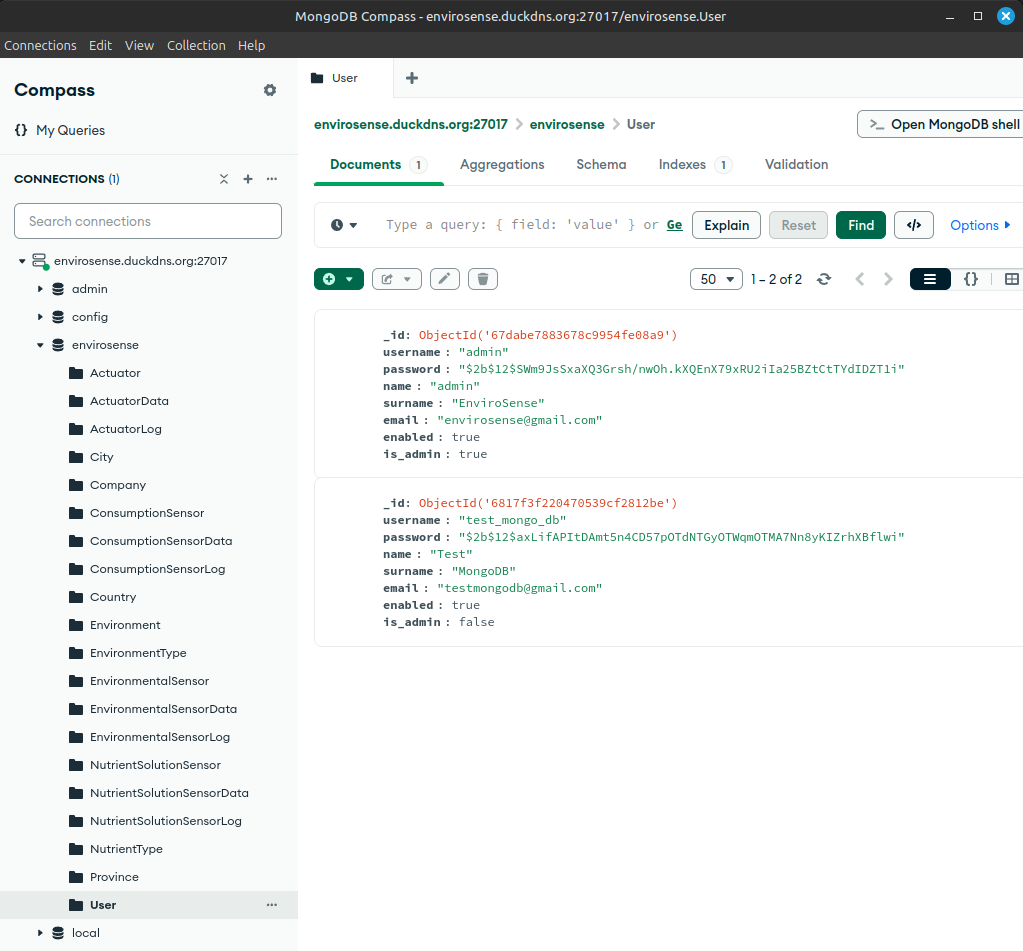 MongoDB Compass - envirosense.duckdns.org:27017/envirosense.User
Connections Edit View Collection Help
Compass
{} My Queries
CONNECTIONS (1)
Search connections
envirosense.duckdns.org:27017
admin
config
envirosense
Actuator
ActuatorData
ActuatorLog
City
Company
ConsumptionSensor
ConsumptionSensorData
ConsumptionSensorLog
Country
Environment
EnvironmentType
EnvironmentalSensor
EnvironmentalSensorData
EnvironmentalSensorLog
NutrientSolutionSensor
NutrientSolutionSensorData
NutrientSolutionSensorLog
NutrientType
Province
User
local
User
envirosense.duckdns.org:27017 > envirosense > User
>_ Open MongoDB shell
Documents 1 Aggregations Schema Indexes 1 Validation
Type a query: { field: 'value' } or Ge Explain Reset Find </> Options
50 1 – 2 of 2 {}
_id: ObjectId('67dabe7883678c9954fe08a9')
username : "admin"
password : "$2b$12$SWm9JsSxaXQ3Grsh/nwOh.kXQEnX79xRU2iIa25BZtCtTYdIDZT1i"
name : "admin"
surname : "EnviroSense"
email : "envirosense@gmail.com"
enabled : true
is_admin : true
_id: ObjectId('6817f3f220470539cf2812be')
username : "test_mongo_db"
password : "$2b$12$axLifAPItDAmt5n4CD57pOTdNTGyOTWqmOTMA7Nn8yKIZrhXBflwi"
name : "Test"
surname : "MongoDB"
email : "testmongodb@gmail.com"
enabled : true
is_admin : false